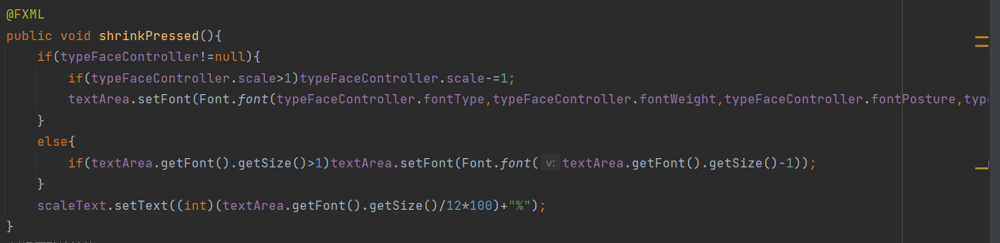 @FXML
public void shrinkPressed(){
    if(typeFaceController!=null){
        if(typeFaceController.scale>1)typeFaceController.scale-=1;
        textArea.setFont(Font.font(typeFaceController.fontType,typeFaceController.fontWeight,typeFaceController.fontPosture,type
    }
    else{
        if(textArea.getFont().getSize()>1)textArea.setFont(Font.font( v: textArea.getFont().getSize()-1));
    }
    scaleText.setText((int)(textArea.getFont().getSize()/12*100)+"%");
}